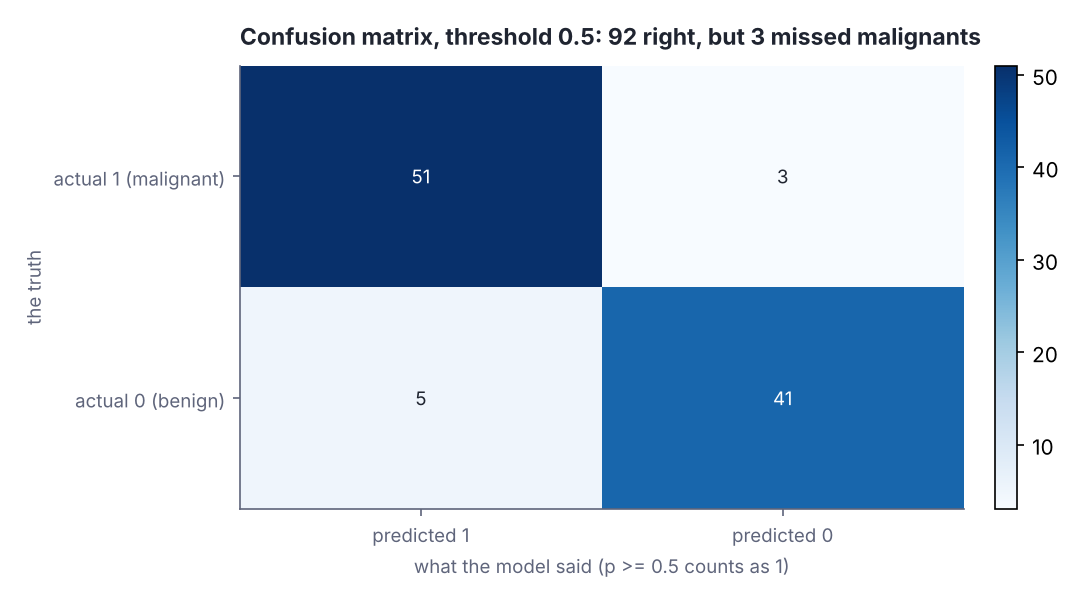 Confusion matrix, threshold 0.5: 92 right, but 3 missed malignants
50
40
30
20
10
the truth
actual 1 (malignant)
51
3
actual 0 (benign)
5
41
predicted 1
predicted 0
what the model said (p >= 0.5 counts as 1)